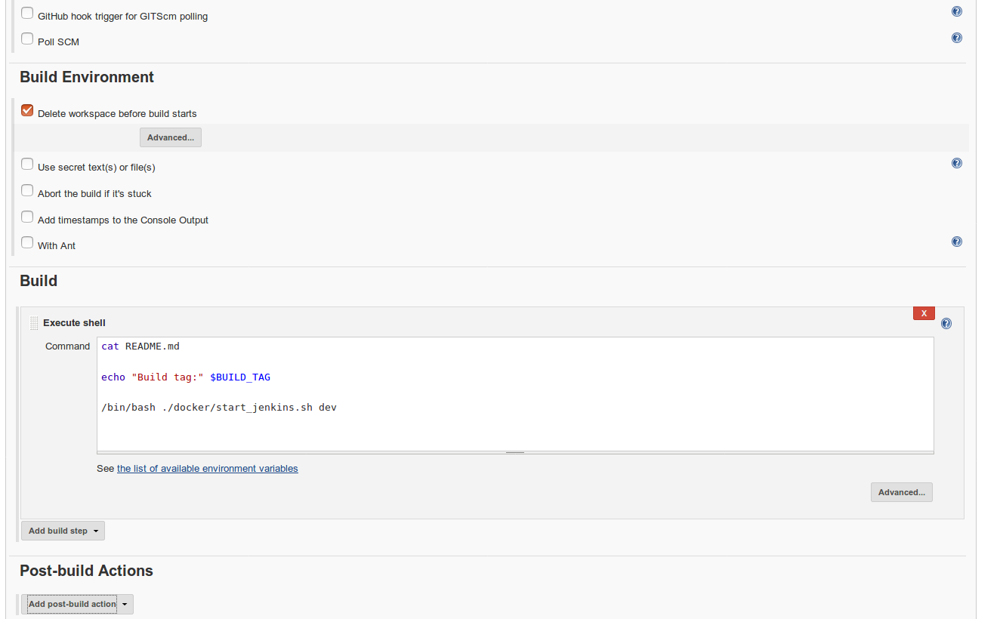 GitHub hook trigger for GITScm polling
Poll SCM
Build Environment
Delete workspace before build starts
Advanced...
Use secret text(s) or file(s)
Abort the build if it's stuck
Add timestamps to the Console Output
With Ant
Build
X
Execute shell
Command
cat README.md
echo "Build tag:" $BUILD_TAG
/bin/bash ./docker/start_jenkins.sh dev
See the list of available environment variables
Advanced...
Add build step
Post-build Actions
Add post-build action